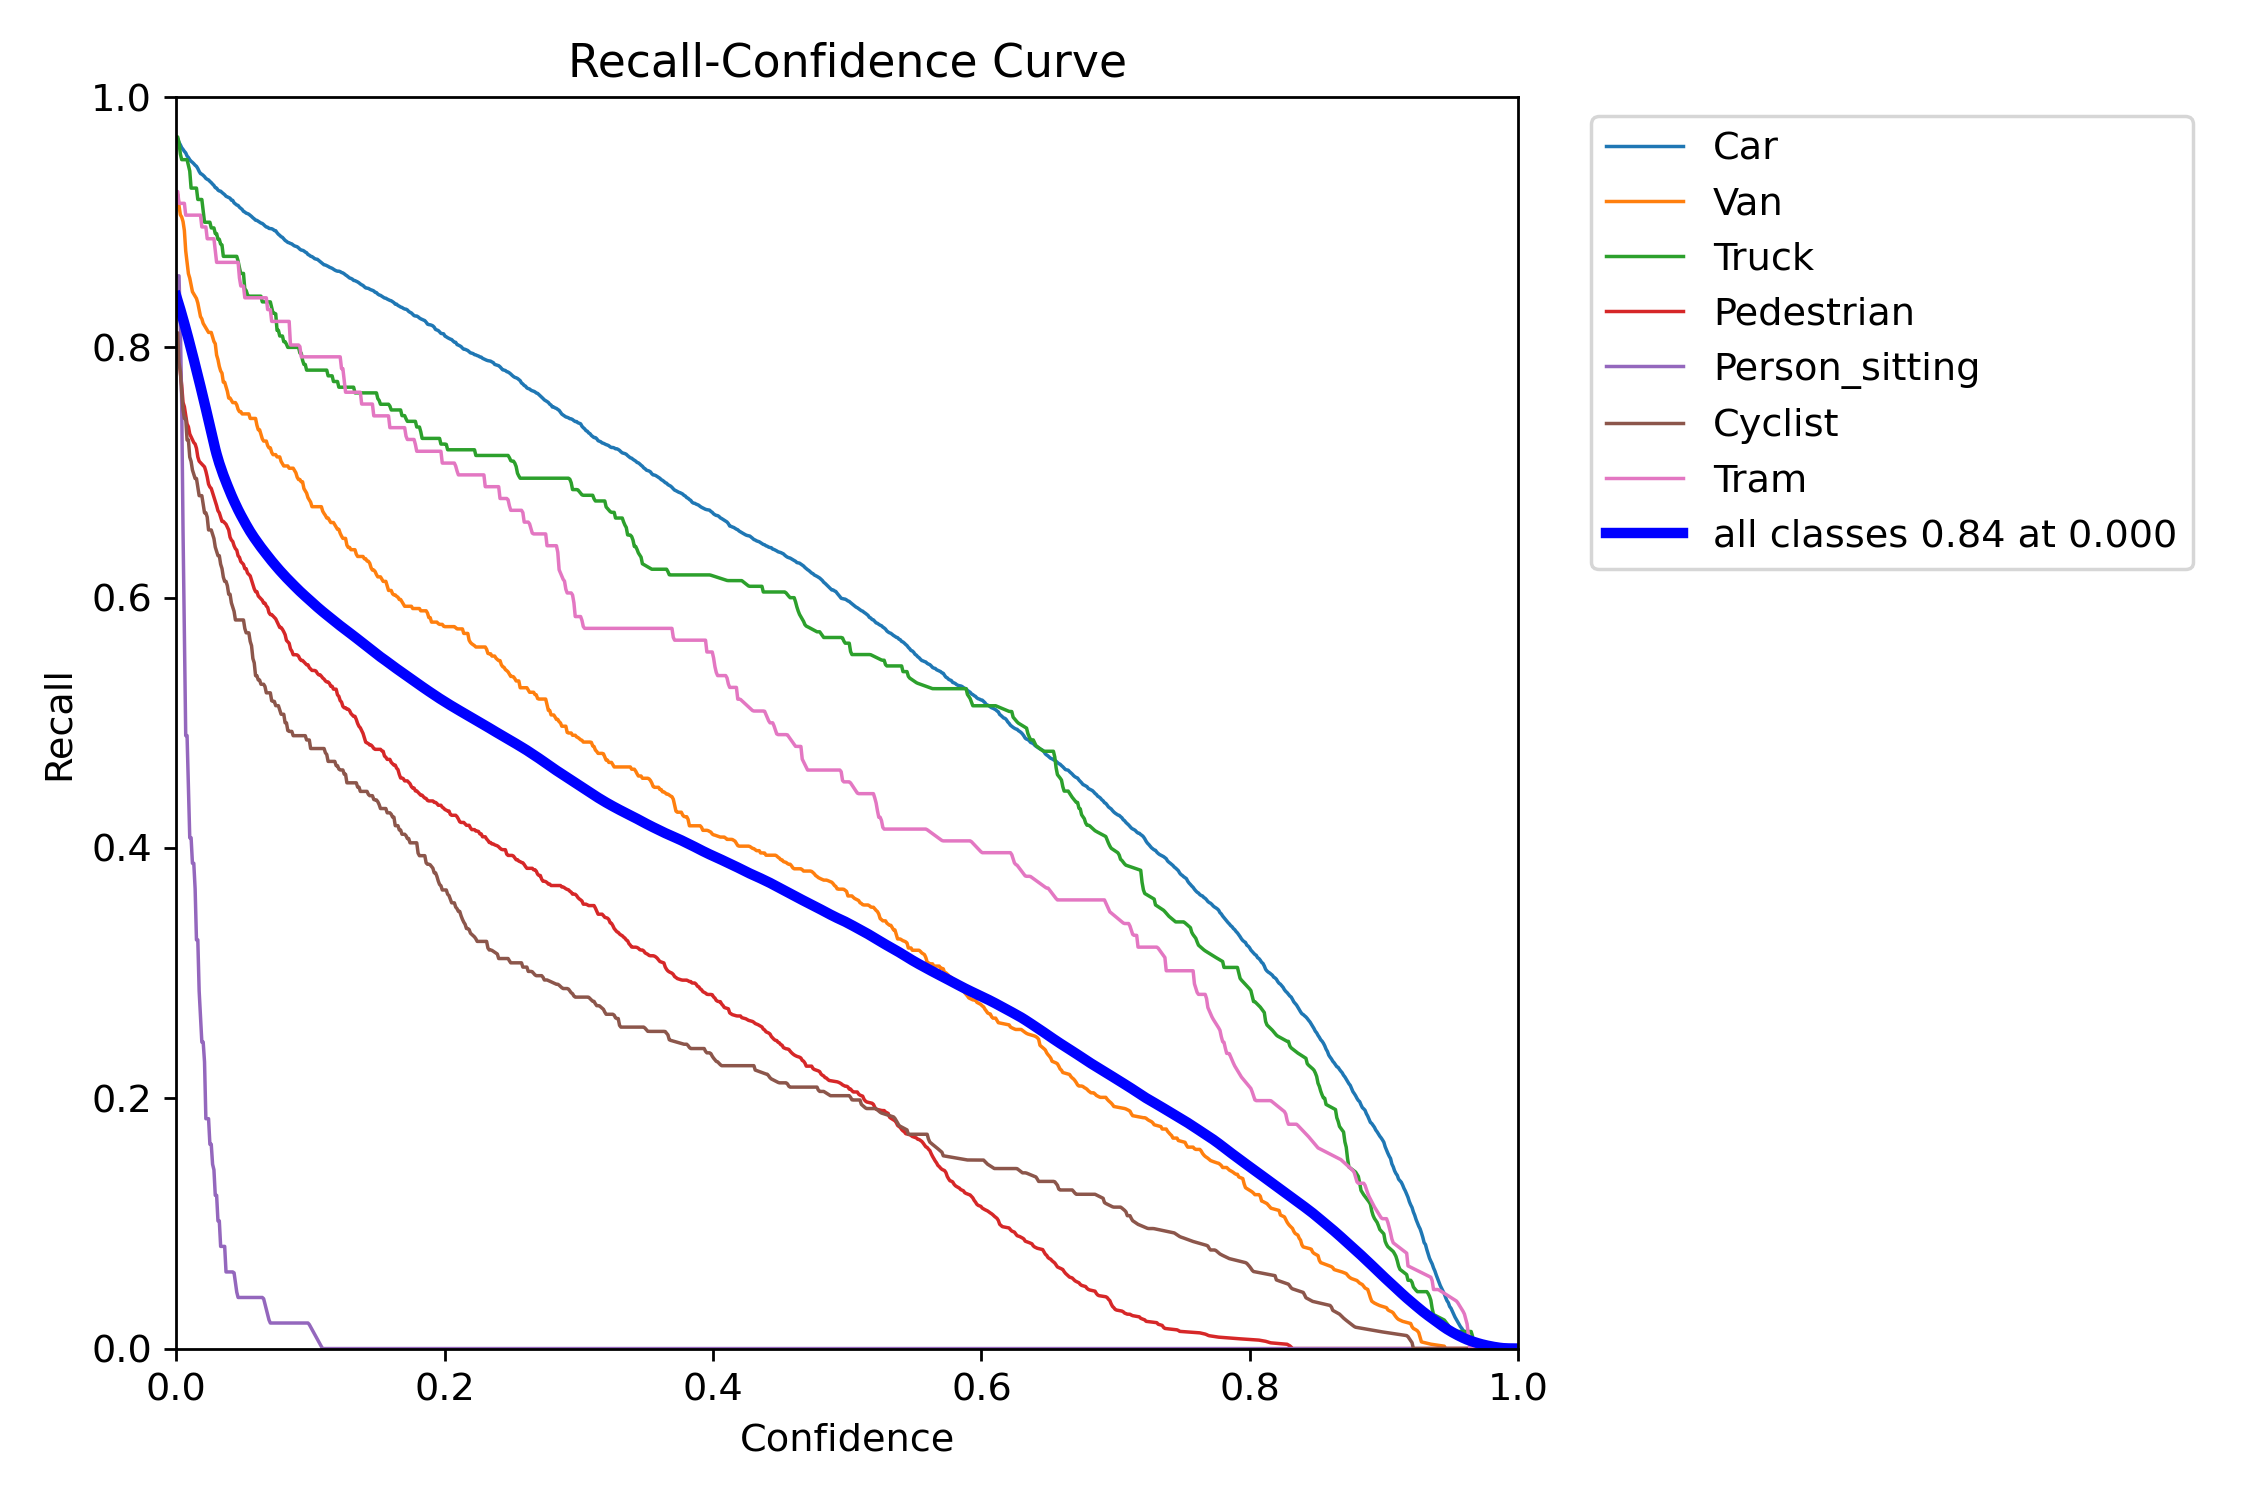 Recall-Confidence Curve
1.0
0.8
0.6
0.4
0.2
0.0
Recall
0.0 0.2 0.4 0.6 0.8 1.0
Confidence
Car
Van
Truck
Pedestrian
Person_sitting
Cyclist
Tram
all classes 0.84 at 0.000